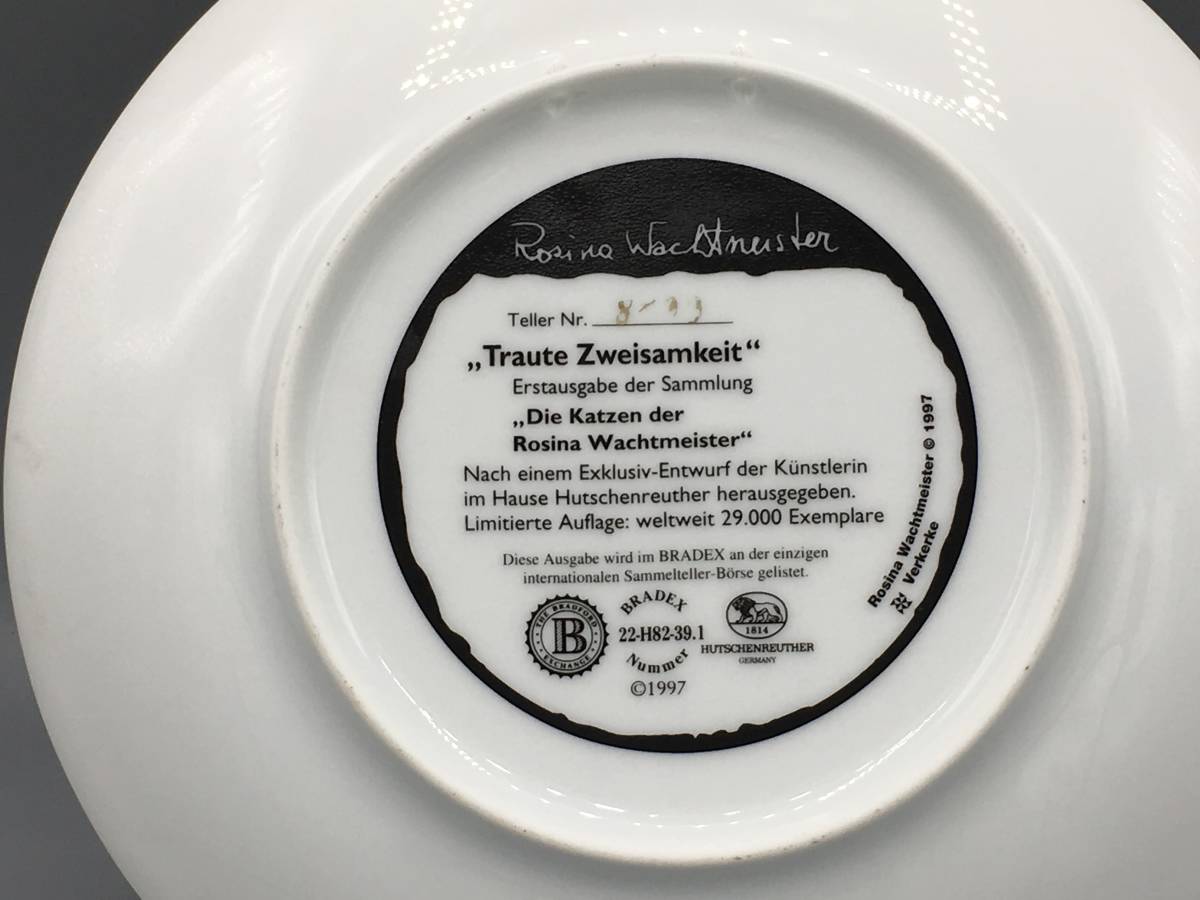 Rosina Wachtmeister
Teller Nr.
„Traute Zweisamkeit“
Erstausgabe der Sammlung
„Die Katzen der
Rosina Wachtmeister“
Nach einem Exklusiv-Entwurf der Künstlerin
im Hause Hutschenreuther herausgegeben.
Limitierte Auflage: weltweit 29.000 Exemplare
Diese Ausgabe wird im BRADEX an der einzigen
internationalen Sammelteller-Börse gelistet.
THE BRADFORD
B
EXCHANGE
BRADEX
22-H82-39.1
Nummer
©1997
1814
HUTSCHENREUTHER
GERMANY
Rosina Wachtmeister © 1997
Verkerke